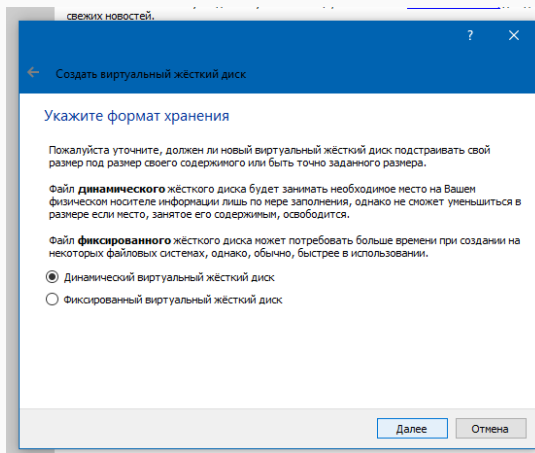 свежих новостей.
?
Создать виртуальный жёсткий диск
Укажите формат хранения
Пожалуйста уточните, должен ли новый виртуальный жёсткий диск подстраивать свой
размер под размер своего содержимого или быть точно заданного размера.
Файл динамического жёсткого диска будет занимать необходимое место на Вашем
физическом носителе информации лишь по мере заполнения, однако не сможет уменьшиться в
размере если место, занятое его содержимым, освободится.
Файл фиксированного жёсткого диска может потребовать больше времени при создании на
некоторых файловых системах, однако, обычно, быстрее в использовании.
Динамический виртуальный жёсткий диск
Фиксированный виртуальный жёсткий диск
Далее
Отмена